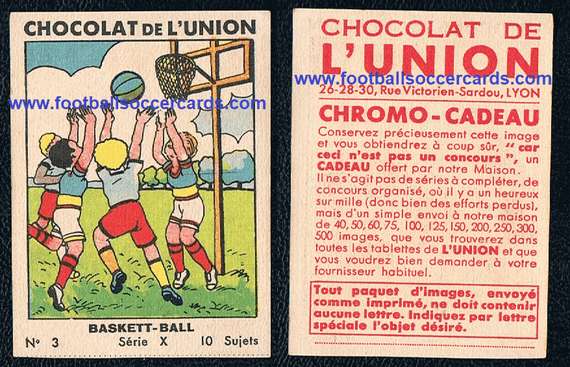 CHOCOLAT DE L'UNION
www.footballsoccercards.com
BASKETT-BALL
Nº 3 Série X 10 Sujets
CHOCOLAT DE
L'UNION
26-28-30, Rue Victorien-Sardou, LYON
www.footballsoccercards.com
CHROMO-CADEAU
Conservez précieusement cette image
et vous obtiendrez à coup sûr, "car
ceci n'est pas un concours", un
CADEAU offert par notre Maison.
Il ne s'agit pas de séries à compléter, de
concours organisé, où il y a un heureux
sur mille (donc bien des efforts perdus),
mais d'un simple envoi à notre maison
de 40, 50, 60, 75, 100, 125, 150, 200, 250, 300,
500 images, que vous trouverez dans
toutes les tablettes de L'UNION et que
vous voudrez bien demander à votre
fournisseur habituel.
Tout paquet d'images, envoyé
comme imprimé, ne doit contenir
aucune lettre. Indiquez par lettre
spéciale l'objet désiré.